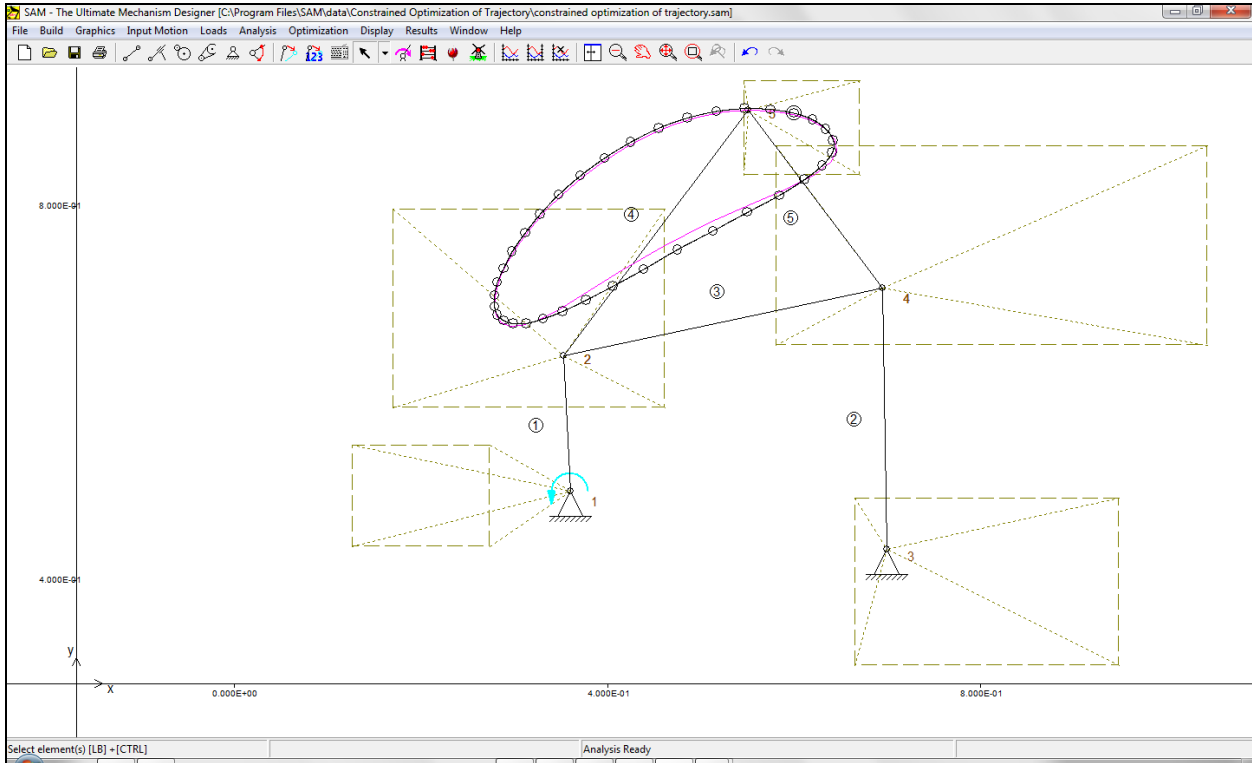 SAM - The Ultimate Mechanism Designer [C:\Program Files\SAM\data\Constrained Optimization of Trajectory\constrained optimization of trajectory.sam]
File Build Graphics Input Motion Loads Analysis Optimization Display Results Window Help
123
5
8.000E-01
4
5
3
4
2
1
2
1
3
4.000E-01
y
x
0.000E+00 4.000E-01 8.000E-01
Select element(s) [LB] +[CTRL] Analysis Ready